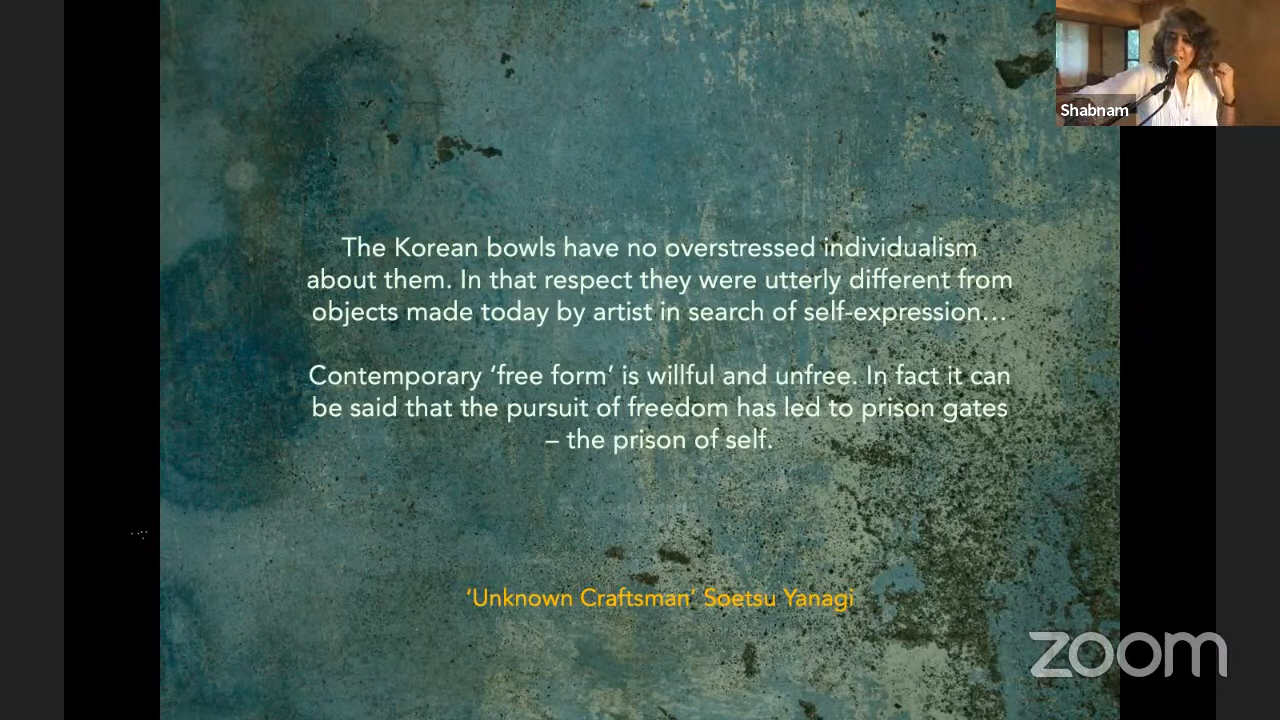 Shabnam
The Korean bowls have no overstressed individualism
about them. In that respect they were utterly different from
objects made today by artist in search of self-expression…
Contemporary ‘free form’ is willful and unfree. In fact it can
be said that the pursuit of freedom has led to prison gates
– the prison of self.
‘Unknown Craftsman’ Soetsu Yanagi
zoom